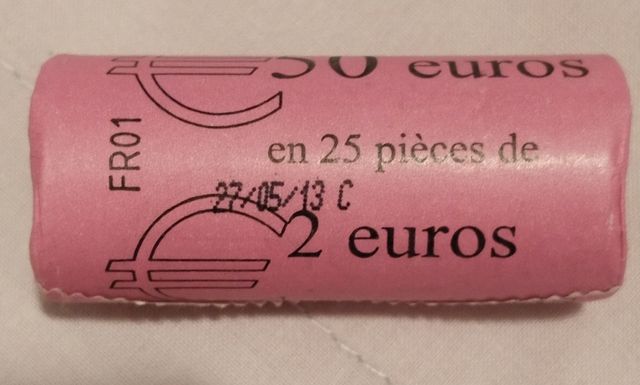 50 euros
en 25 pièces de
27/05/13 C
2 euros
FR01